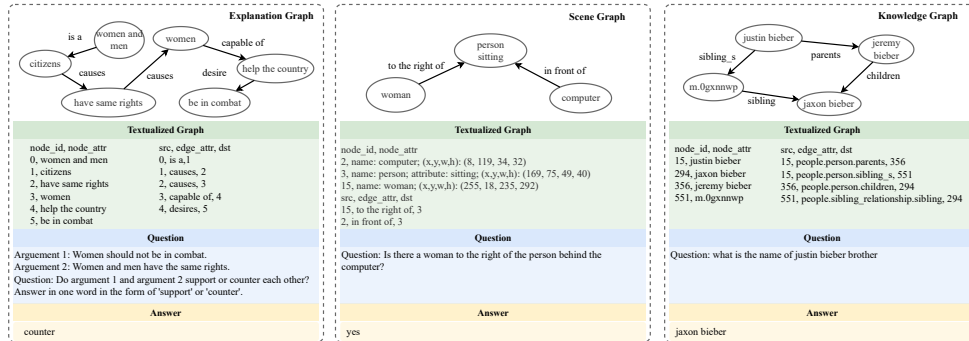 Explanation Graph
is a
women and
men
women
capable of
citizens
help the country
causes
causes
desire
have same rights
be in combat
Textualized Graph
node_id, node_attr
0, women and men
1, citizens
2, have same rights
3, women
4, help the country
5, be in combat
src, edge_attr, dst
0, is a,1
1, causes, 2
2, causes, 3
3, capable of, 4
4, desires, 5
Question
Arguement 1: Women should not be in combat.
Arguement 2: Women and men have the same rights.
Question: Do argument 1 and argument 2 support or counter each other?
Answer in one word in the form of 'support' or 'counter'.
Answer
counter
Scene Graph
person
sitting
to the right of
in front of
woman
computer
Textualized Graph
node_id, node_attr
2, name: computer; (x,y,w,h): (8, 119, 34, 32)
3, name: person; attribute: sitting; (x,y,w,h): (169, 75, 49, 40)
15, name: woman; (x,y,w,h): (255, 18, 235, 292)
src, edge_attr, dst
15, to the right of, 3
2, in front of, 3
Question
Question: Is there a woman to the right of the person behind the
computer?
Answer
yes
Knowledge Graph
justin bieber
jeremy
bieber
sibling_s
parents
m.0gxnnwp
children
sibling
jaxon bieber
Textualized Graph
node_id, node_attr
15, justin bieber
294, jaxon bieber
356, jeremy bieber
551, m.0gxnnwp
src, edge_attr, dst
15, people.person.parents, 356
15, people.person.sibling_s, 551
356, people.person.children, 294
551, people.sibling_relationship.sibling, 294
Question
Question: what is the name of justin bieber brother
Answer
jaxon bieber